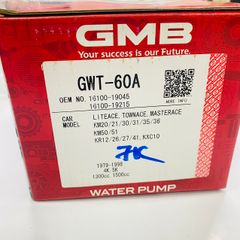 GMB
Your success is our Future.
GWT-60A
OEM NO. 16100-19045
16100-19215
MORE DETAIL
CAR MODEL LITEACE, TOWNACE, MASTERACE
KM20/21/30/31/35/36
KM50/51
KR12/26/27/41, KXC10
7K
1979-1998
4K 5K
1300cc, 1500cc
WATER PUMP